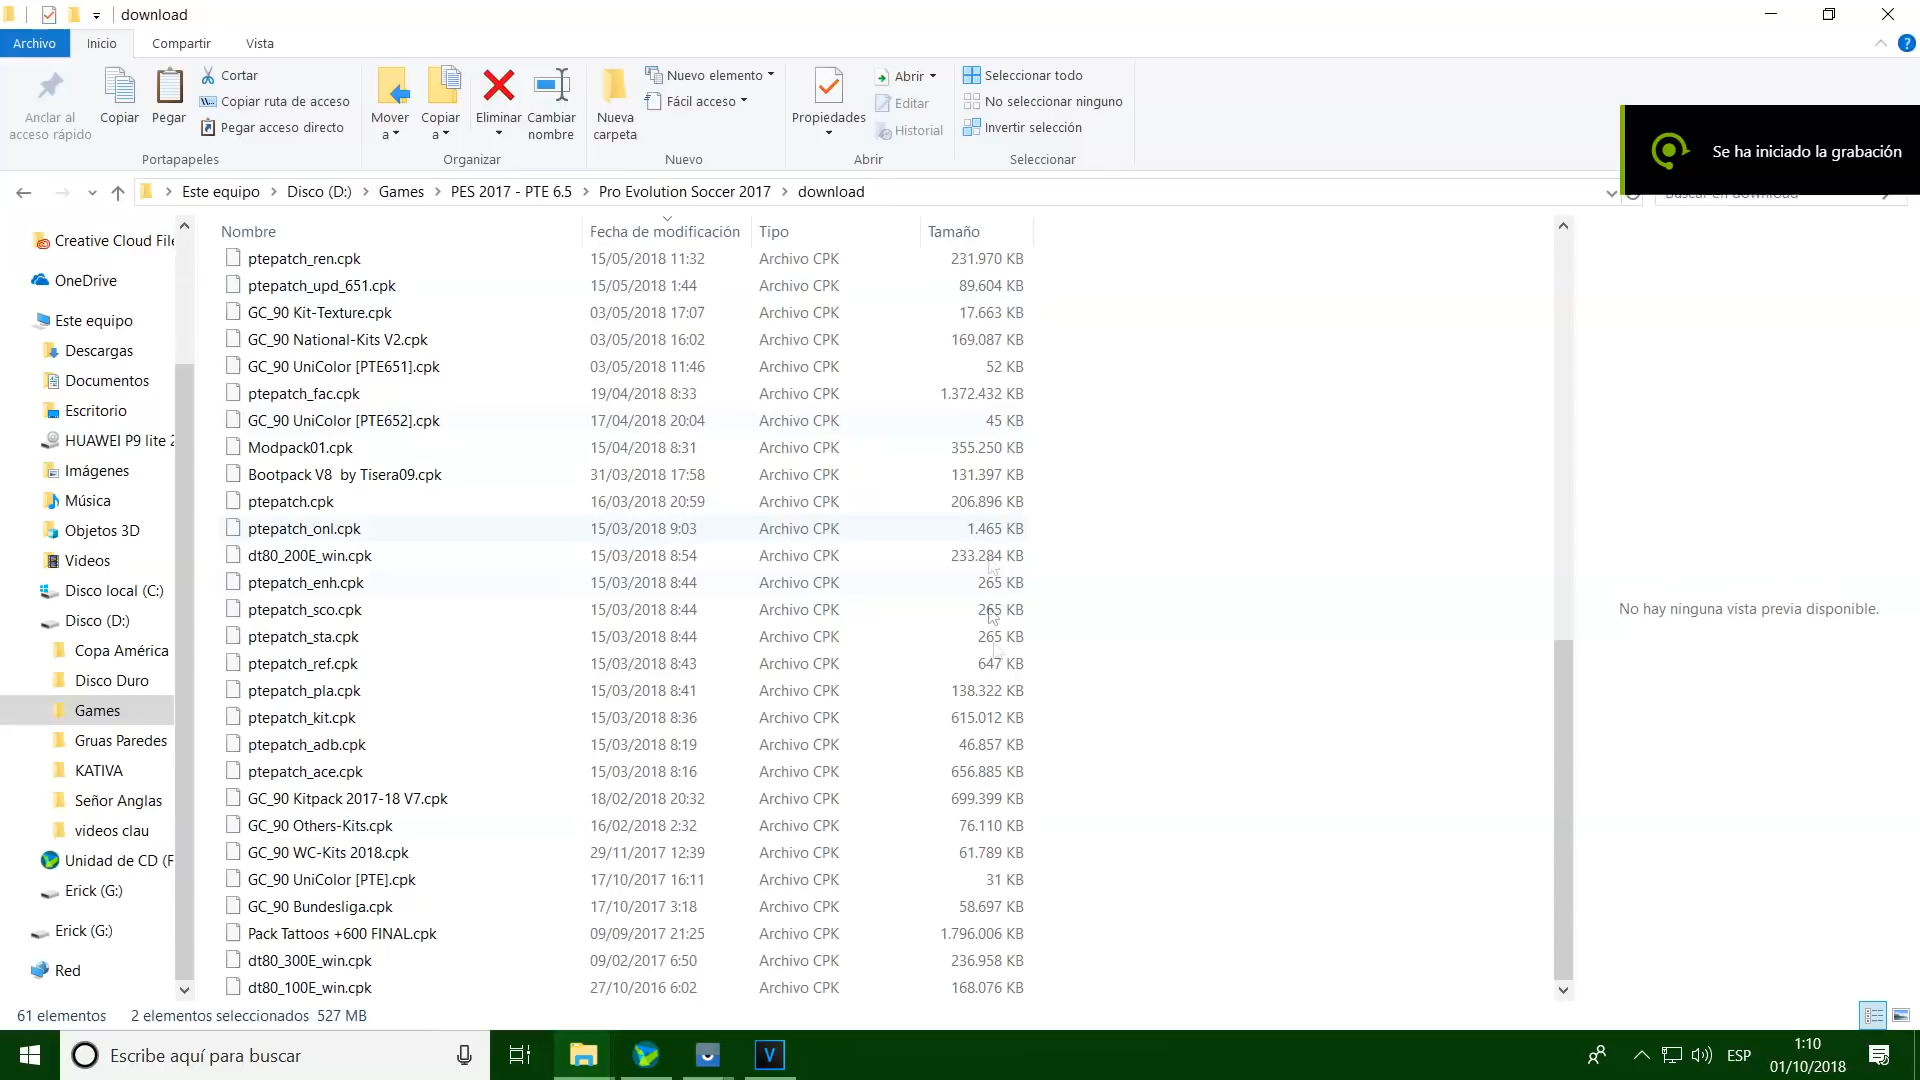 download
Archivo Inicio Compartir Vista
Anclar al acceso rápido
Copiar
Pegar
Cortar
Copiar ruta de acceso
Pegar acceso directo
Portapapeles
Mover a
Copiar a
Eliminar
Cambiar nombre
Organizar
Nueva carpeta
Nuevo elemento
Fácil acceso
Nuevo
Propiedades
Abrir
Editar
Historial
Abrir
Seleccionar todo
No seleccionar ninguno
Invertir selección
Seleccionar
Se ha iniciado la grabación
Este equipo > Disco (D:) > Games > PES 2017 - PTE 6.5 > Pro Evolution Soccer 2017 > download
Buscar en download
Creative Cloud File
OneDrive
Este equipo
Descargas
Documentos
Escritorio
HUAWEI P9 lite 2
Imágenes
Música
Objetos 3D
Videos
Disco local (C:)
Disco (D:)
Copa América
Disco Duro
Games
Gruas Paredes
KATIVA
Señor Anglas
videos clau
Unidad de CD (F
Erick (G:)
Erick (G:)
Red
Nombre Fecha de modificación Tipo Tamaño
ptepatch_ren.cpk 15/05/2018 11:32 Archivo CPK 231.970 KB
ptepatch_upd_651.cpk 15/05/2018 1:44 Archivo CPK 89.604 KB
GC_90 Kit-Texture.cpk 03/05/2018 17:07 Archivo CPK 17.663 KB
GC_90 National-Kits V2.cpk 03/05/2018 16:02 Archivo CPK 169.087 KB
GC_90 UniColor [PTE651].cpk 03/05/2018 11:46 Archivo CPK 52 KB
ptepatch_fac.cpk 19/04/2018 8:33 Archivo CPK 1.372.432 KB
GC_90 UniColor [PTE652].cpk 17/04/2018 20:04 Archivo CPK 45 KB
Modpack01.cpk 15/04/2018 8:31 Archivo CPK 355.250 KB
Bootpack V8  by Tisera09.cpk 31/03/2018 17:58 Archivo CPK 131.397 KB
ptepatch.cpk 16/03/2018 20:59 Archivo CPK 206.896 KB
ptepatch_onl.cpk 15/03/2018 9:03 Archivo CPK 1.465 KB
dt80_200E_win.cpk 15/03/2018 8:54 Archivo CPK 233.284 KB
ptepatch_enh.cpk 15/03/2018 8:44 Archivo CPK 265 KB
ptepatch_sco.cpk 15/03/2018 8:44 Archivo CPK 265 KB
ptepatch_sta.cpk 15/03/2018 8:44 Archivo CPK 265 KB
ptepatch_ref.cpk 15/03/2018 8:43 Archivo CPK 647 KB
ptepatch_pla.cpk 15/03/2018 8:41 Archivo CPK 138.322 KB
ptepatch_kit.cpk 15/03/2018 8:36 Archivo CPK 615.012 KB
ptepatch_adb.cpk 15/03/2018 8:19 Archivo CPK 46.857 KB
ptepatch_ace.cpk 15/03/2018 8:16 Archivo CPK 656.885 KB
GC_90 Kitpack 2017-18 V7.cpk 18/02/2018 20:32 Archivo CPK 699.399 KB
GC_90 Others-Kits.cpk 16/02/2018 2:32 Archivo CPK 76.110 KB
GC_90 WC-Kits 2018.cpk 29/11/2017 12:39 Archivo CPK 61.789 KB
GC_90 UniColor [PTE].cpk 17/10/2017 16:11 Archivo CPK 31 KB
GC_90 Bundesliga.cpk 17/10/2017 3:18 Archivo CPK 58.697 KB
Pack Tattoos +600 FINAL.cpk 09/09/2017 21:25 Archivo CPK 1.796.006 KB
dt80_300E_win.cpk 09/02/2017 6:50 Archivo CPK 236.958 KB
dt80_100E_win.cpk 27/10/2016 6:02 Archivo CPK 168.076 KB
No hay ninguna vista previa disponible.
61 elementos 2 elementos seleccionados 527 MB
Escribe aquí para buscar
V
ESP
1:10
01/10/2018